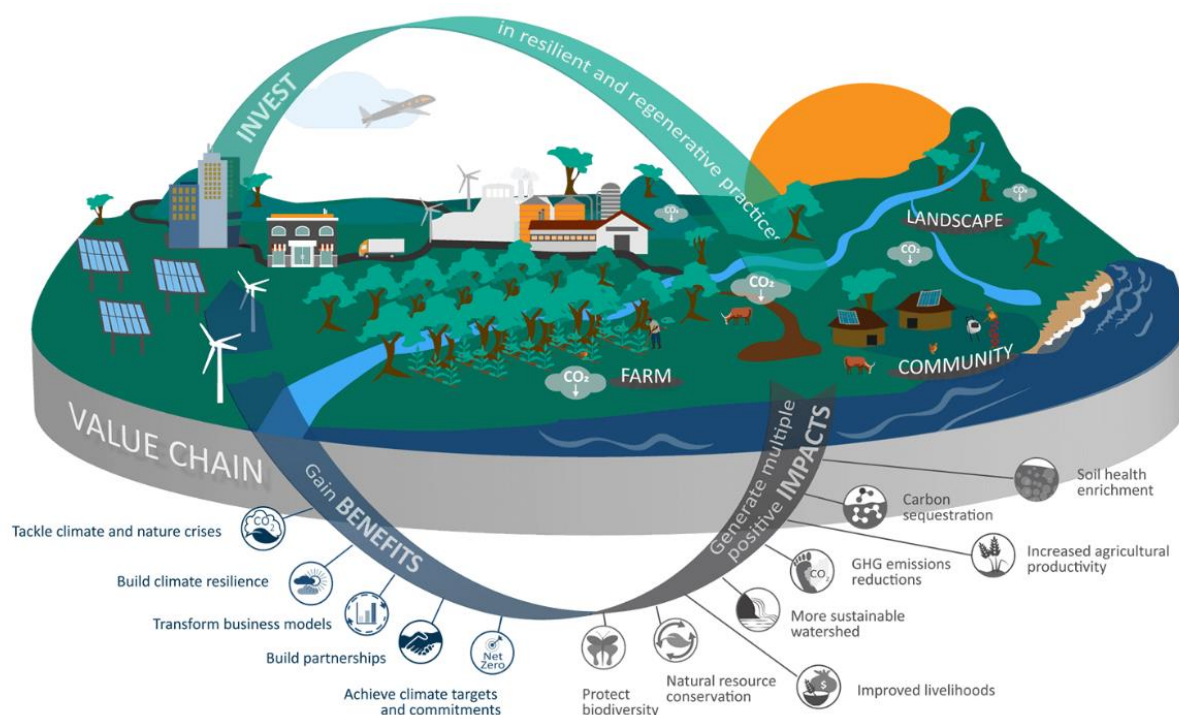 INVEST
in resilient and regenerative practices
CO₂
CO₂
LANDSCAPE
CO₂
CO₂
CO₂
FARM
COMMUNITY
VALUE CHAIN
Gain BENEFITS
Generate multiple
positive IMPACTS
Tackle climate and nature crises
CO₂
Build climate resilience
Transform business models
Build partnerships
Achieve climate targets
and commitments
Net
Zero
Protect
biodiversity
Natural resource
conservation
$
Improved livelihoods
More sustainable
watershed
CO₂
GHG emissions
reductions
Increased agricultural
productivity
Carbon
sequestration
Soil health
enrichment